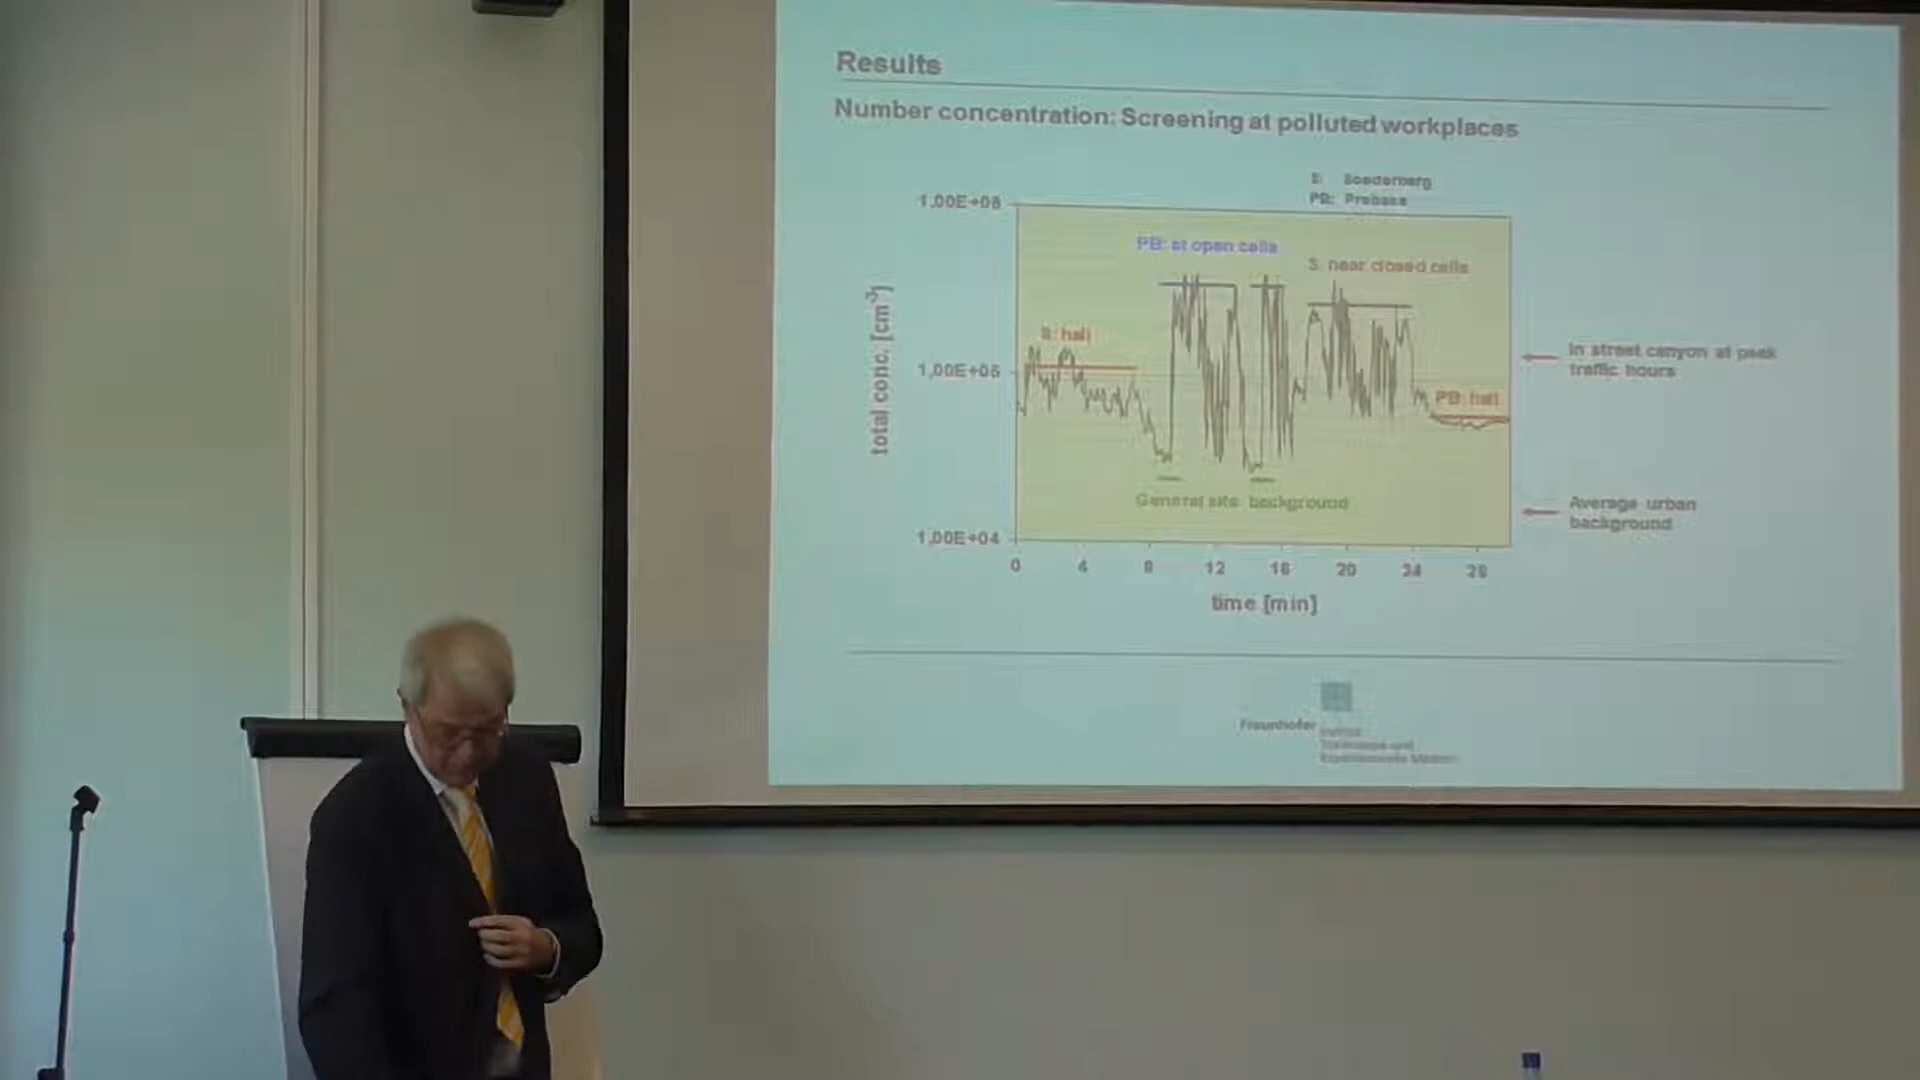 Results
Number concentration: Screening at polluted workplaces
S: Soederberg
PB: Prebake
1,00E+06
PB: at open cells
S: near closed cells
S: hall
total conc. [cm-3]
1,00E+05
In street canyon at peak
traffic hours
PB: hall
General site background
Average urban
background
1,00E+04
0 4 8 12 16 20 24 28
time [min]
Fraunhofer
Institut
Toxikologie und
Experimentelle Medizin